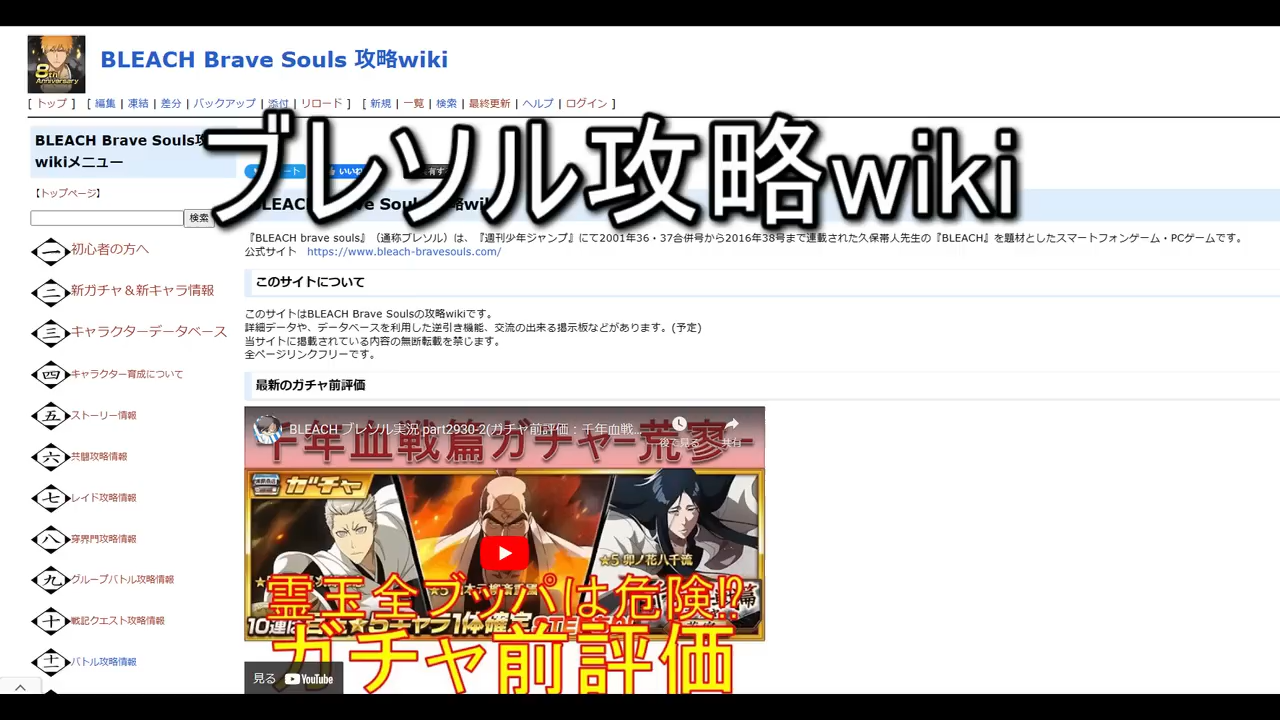 8th
Anniversary
BLEACH Brave Souls 攻略wiki
[ トップ ] [ 編集 | 凍結 | 差分 | バックアップ | 添付 | リロード ] [ 新規 | 一覧 | 検索 | 最終更新 | ヘルプ | ログイン ]
ブレソル攻略wiki
BLEACH Brave Souls攻
wikiメニュー
【トップページ】
検索
一 初心者の方へ
二 新ガチャ＆新キャラ情報
三 キャラクターデータベース
四 キャラクター育成について
五 ストーリー情報
六 共闘攻略情報
七 レイド攻略情報
八 穿界門攻略情報
九 グループバトル攻略情報
十 戦記クエスト攻略情報
十一 バトル攻略情報
いいね
『BLEACH brave souls』（通称ブレソル）は、『週刊少年ジャンプ』にて2001年36・37合併号から2016年38号まで連載された久保帯人先生の『BLEACH』を題材としたスマートフォンゲーム・PCゲームです。
公式サイト https://www.bleach-bravesouls.com/
このサイトについて
このサイトはBLEACH Brave Soulsの攻略wikiです。
詳細データや、データベースを利用した逆引き機能、交流の出来る掲示板などがあります。(予定)
当サイトに掲載されている内容の無断転載を禁じます。
全ページリンクフリーです。
最新のガチャ前評価
BLEACH ブレソル実況 part2930-2(ガチャ前評価：千年血戦...
後で見る 共有
千年血戦篇ガチャ-荒寥-
ガチャ
★5 卯ノ花八千流
霊玉全ブッパは危険!?
ガチャ前評価
見る YouTube